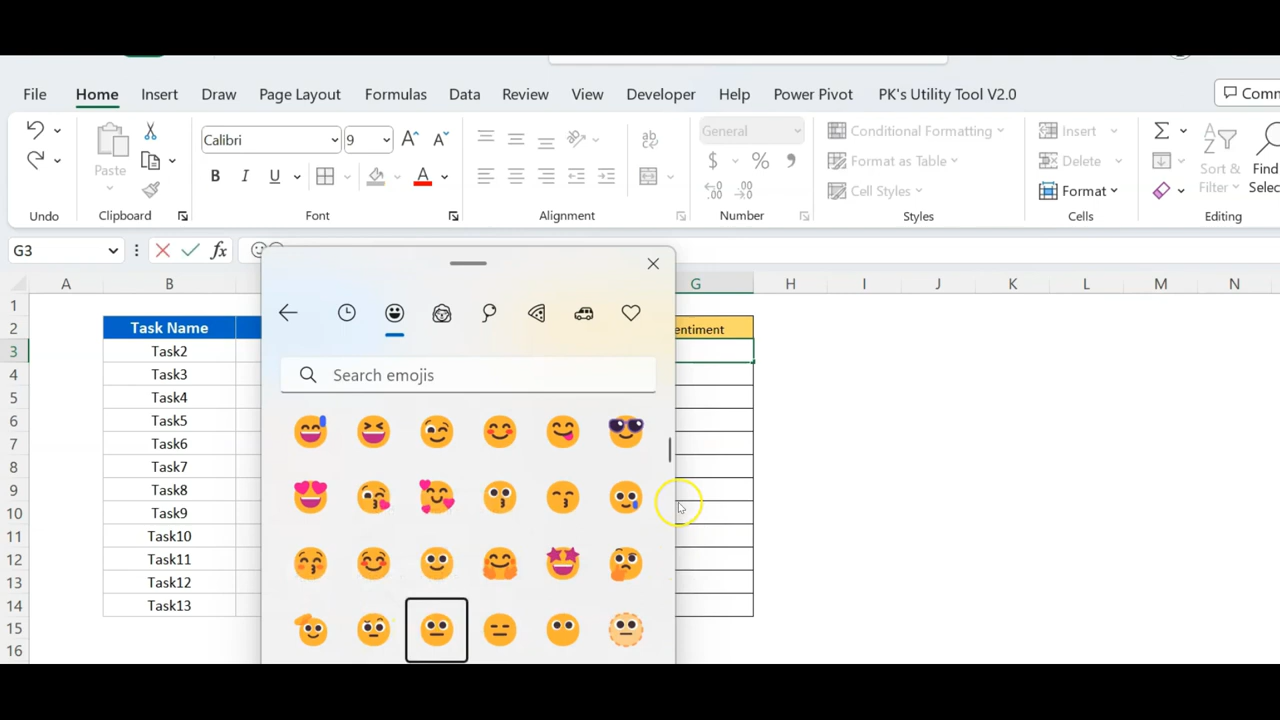 File Home Insert Draw Page Layout Formulas Data Review View Developer Help Power Pivot PK's Utility Tool V2.0 Comm
Calibri 9 General Conditional Formatting Insert
Paste Format as Table Delete Sort & Find
B I U A $ % Cell Styles Format Filter Selec
Undo Clipboard Font Alignment Number Styles Cells Editing
G3 fx
A B G H I J K L M N
1
2 Task Name entiment
3 Task2
Search emojis
4 Task3
5 Task4
6 Task5
7 Task6
8 Task7
9 Task8
10 Task9
11 Task10
12 Task11
13 Task12
14 Task13
15
16